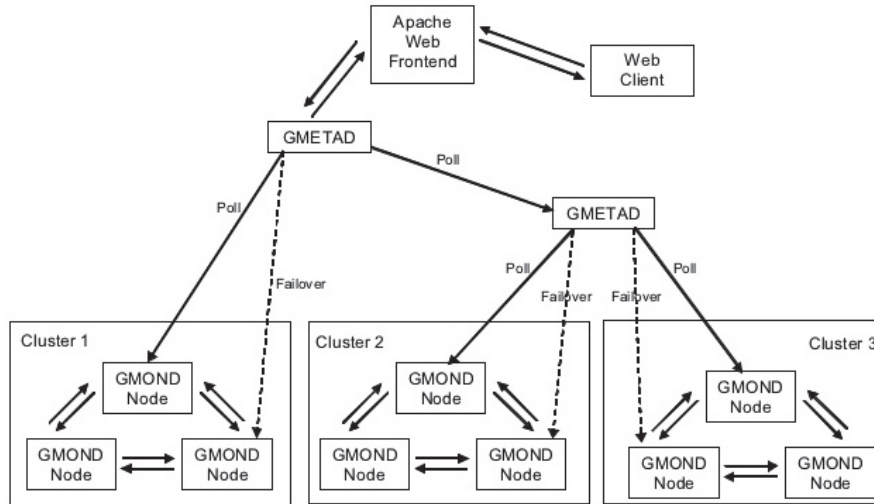 Apache
Web
Frontend
Web
Client
GMETAD
Poll
GMETAD
Poll
Poll
Poll
Failover
Failover
Failover
Cluster 1
Cluster 2
Cluster 3
GMOND
Node
GMOND
Node
GMOND
Node
GMOND
Node
GMOND
Node
GMOND
Node
GMOND
Node
GMOND
Node
GMOND
Node